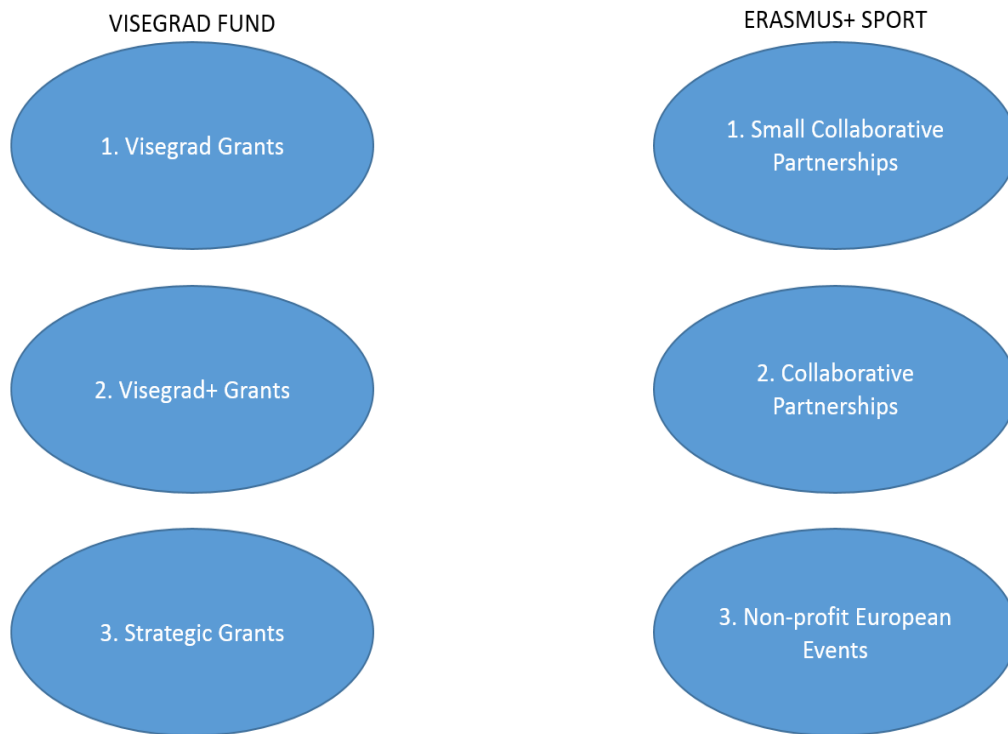 VISEGRAD FUND
1. Visegrad Grants
2. Visegrad+ Grants
3. Strategic Grants
ERASMUS+ SPORT
1. Small Collaborative
Partnerships
2. Collaborative
Partnerships
3. Non-profit European
Events